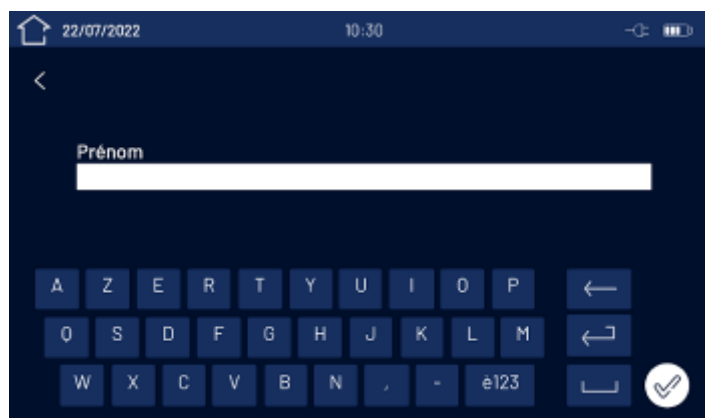 22/07/2022 10:30
Prénom
A Z E R T Y U I O P
Q S D F G H J K L M
W X C V B N , - è123